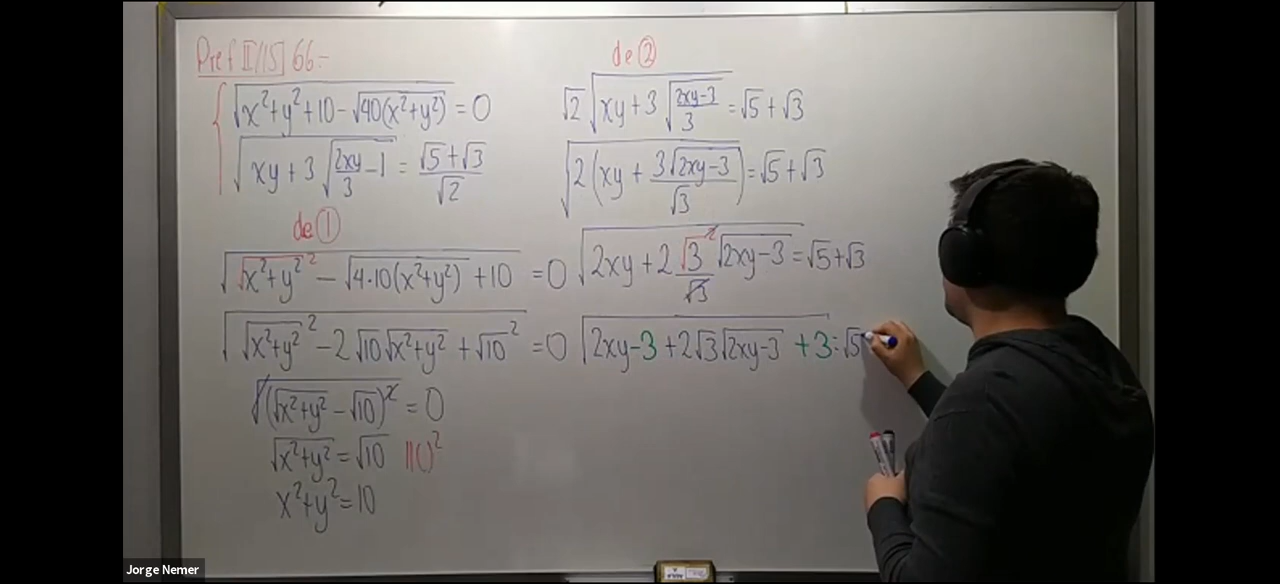 Pref II/15] 66.-
√(x²+y²+10-√(40(x²+y²))) = 0
√(xy+3√(2xy/3 -1)) = (√5+√3)/√2
de ①
√(√(x²+y²)² - √(4·10(x²+y²)) + 10) = 0
√(√(x²+y²)² - 2√10√(x²+y²) + √10²) = 0
√(√(x²+y²) - √10)² = 0
√(x²+y²) = √10 ||()²
x²+y²=10
de ②
√2 √(xy+3√((2xy-3)/3)) = √5+√3
√(2(xy + 3√(2xy-3)/√3)) = √5+√3
√(2xy+2 √3²/√3 √(2xy-3)) = √5+√3
√(2xy-3+2√3√(2xy-3) +3) = √5
Jorge Nemer